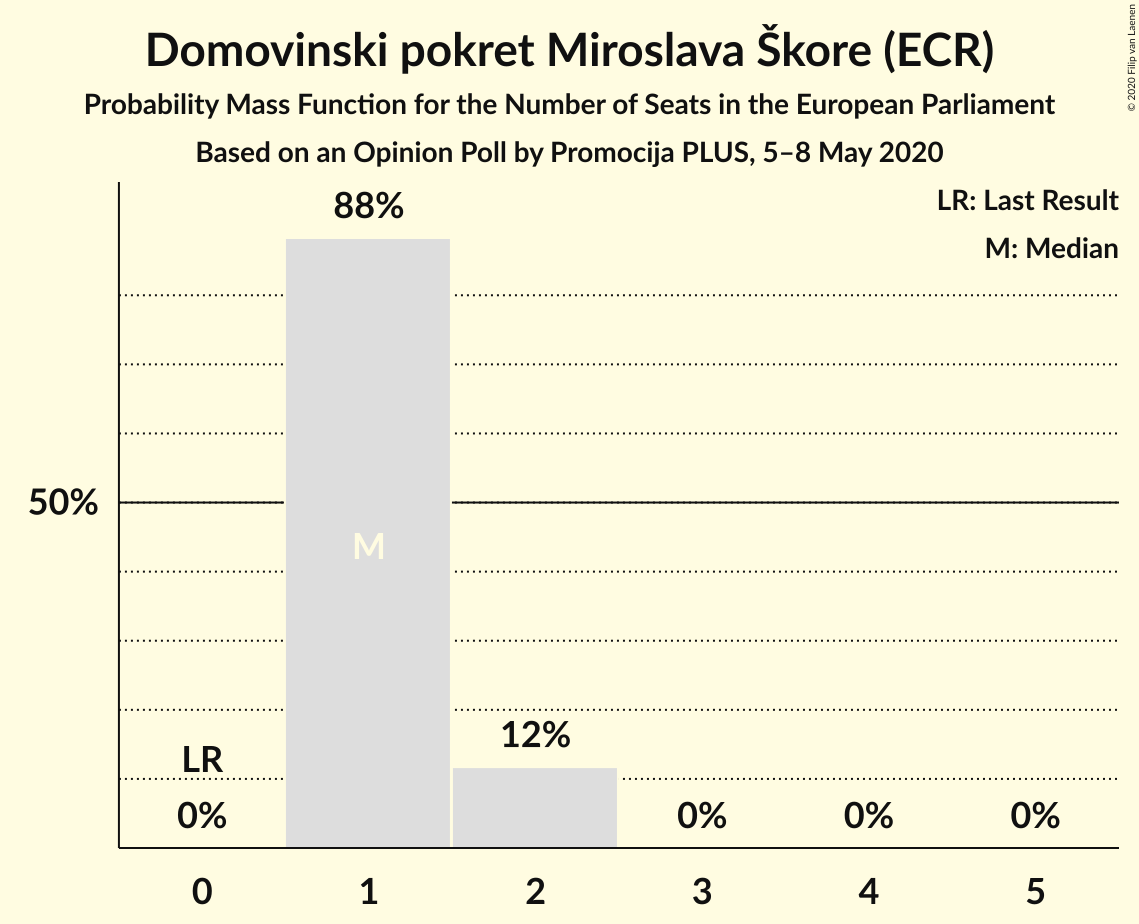 Domovinski pokret Miroslava Škore (ECR)
Probability Mass Function for the Number of Seats in the European Parliament
Based on an Opinion Poll by Promocija PLUS, 5–8 May 2020
© 2020 Filip van Laenen
LR: Last Result
M: Median
88%
50%
M
12%
LR
0%
0%
0%
0%
0
1
2
3
4
5